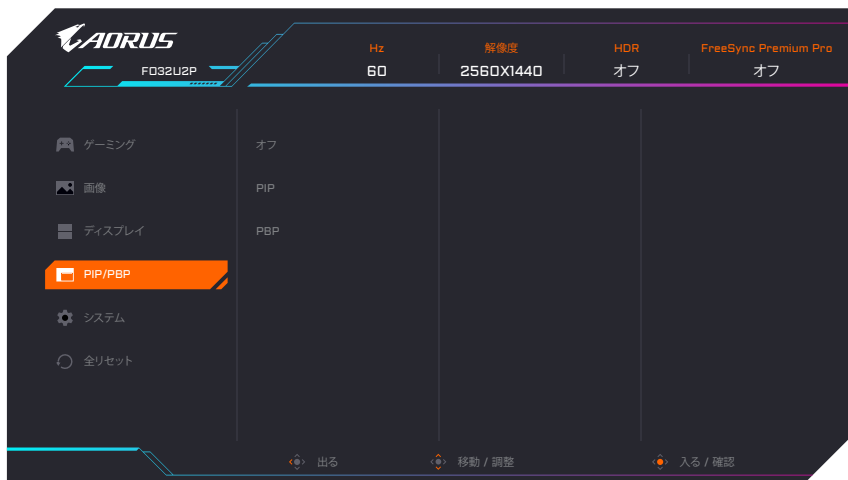 AORUS
FO32U2P
Hz 解像度 HDR FreeSync Premium Pro
60 2560X1440 オフ オフ
ゲーミング オフ
画像 PIP
ディスプレイ PBP
PIP/PBP
システム
全リセット
出る 移動 / 調整 入る / 確認